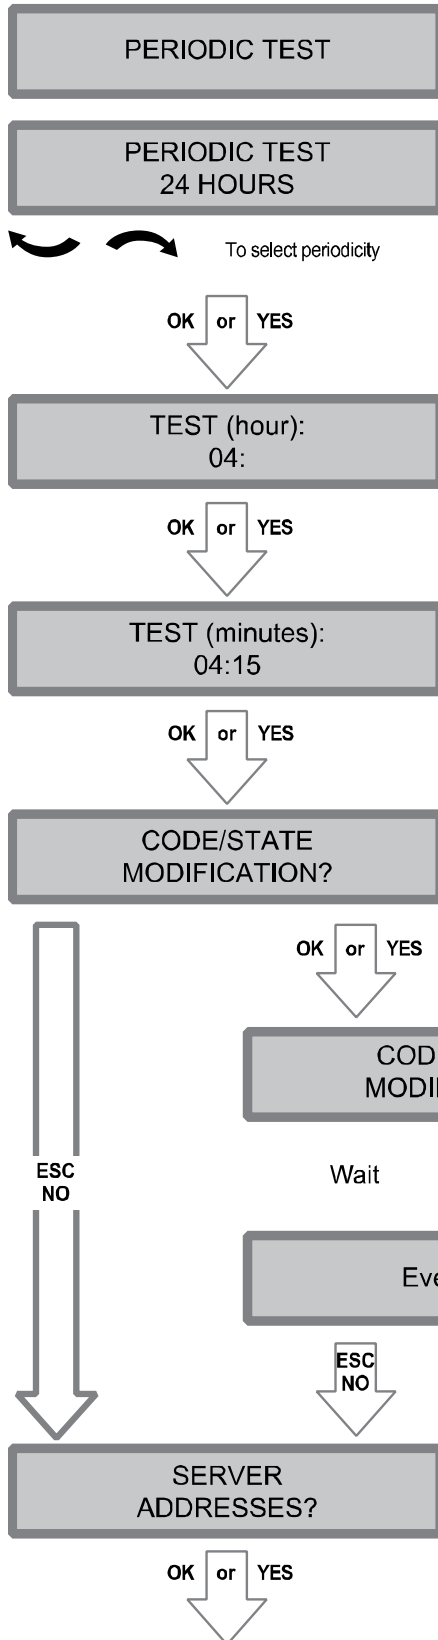 PERIODIC TEST
PERIODIC TEST
24 HOURS
To select periodicity
OK or YES
TEST (hour):
04:
OK or YES
TEST (minutes):
04:15
OK or YES
CODE/STATE
MODIFICATION?
OK or YES
ESC
NO
Wait
ESC
NO
SERVER
ADDRESSES?
OK or YES